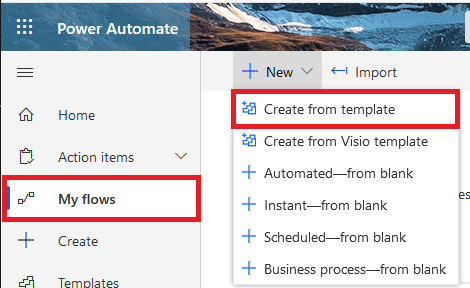 Power Automate
New
Import
Home
Create from template
Create from Visio template
Action items
Automated—from blank
My flows
Instant—from blank
Create
Scheduled—from blank
Templates
Business process—from blank